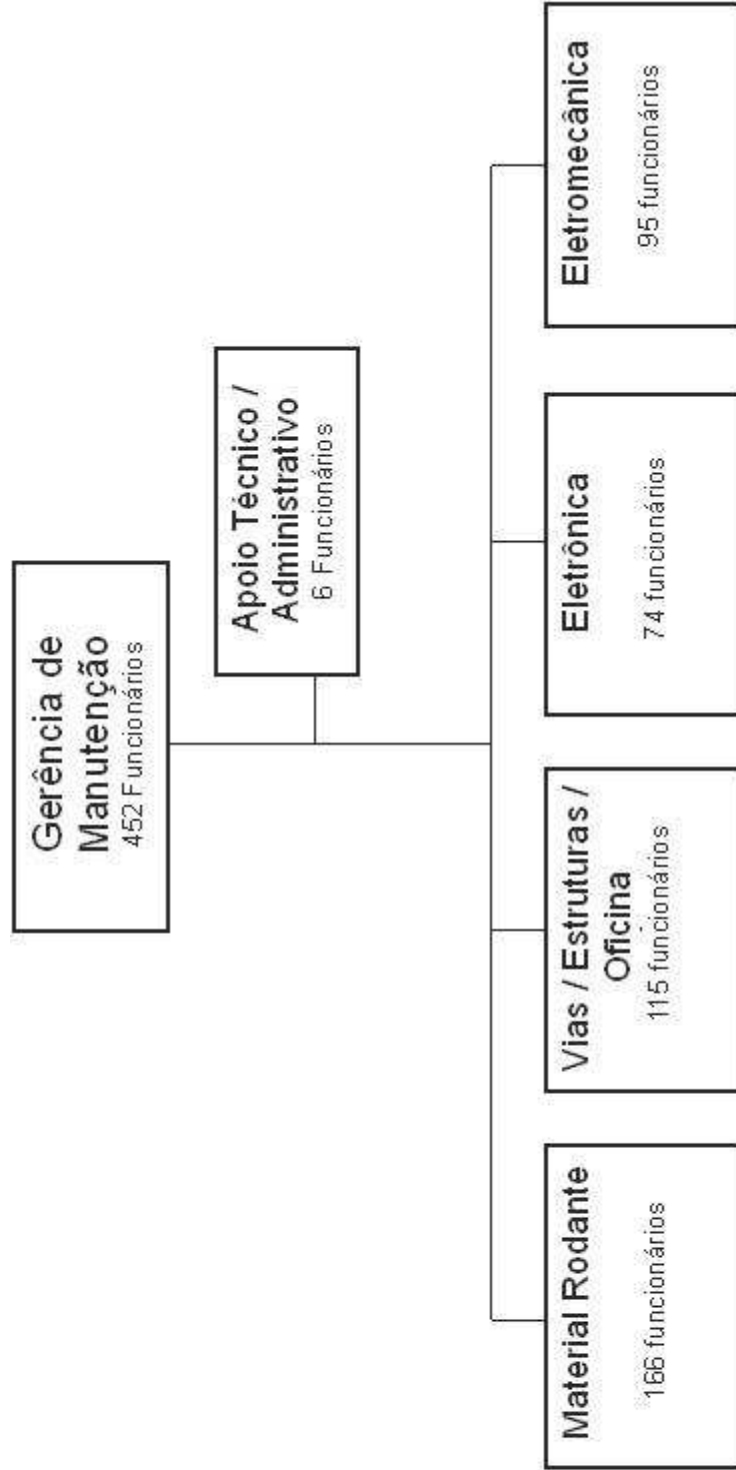 Gerência de
Manutenção
452 Funcionários
Apoio Técnico /
Administrativo
6 Funcionários
Material Rodante
166 funcionários
Vias / Estruturas /
Oficina
115 funcionários
Eletrônica
74 funcionários
Eletromecânica
95 funcionários